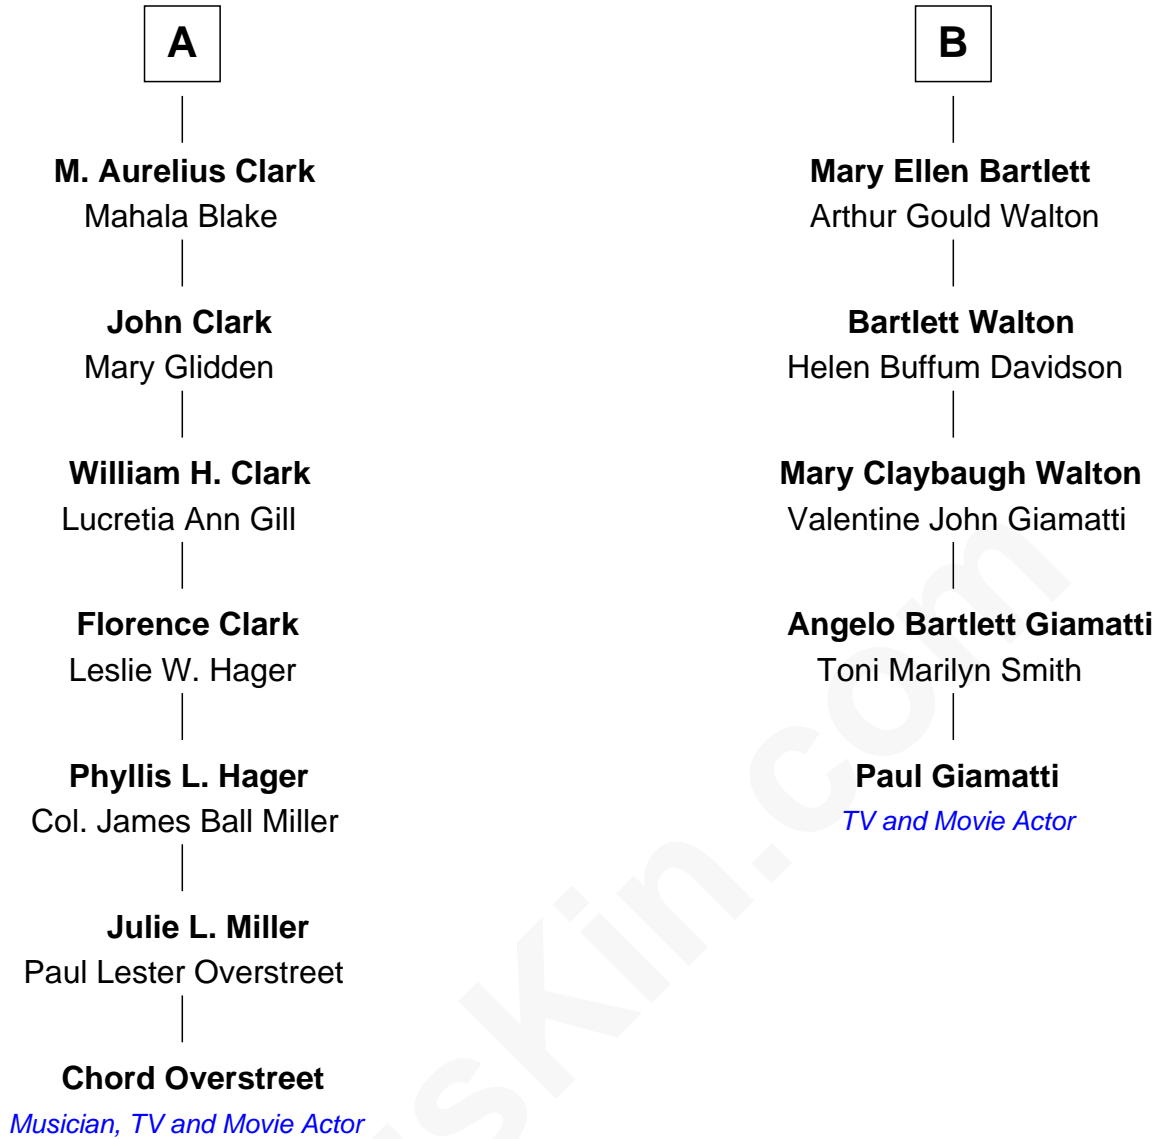 A
M. Aurelius Clark
Mahala Blake
John Clark
Mary Glidden
William H. Clark
Lucretia Ann Gill
Florence Clark
Leslie W. Hager
Phyllis L. Hager
Col. James Ball Miller
Julie L. Miller
Paul Lester Overstreet
Chord Overstreet
Musician, TV and Movie Actor
B
Mary Ellen Bartlett
Arthur Gould Walton
Bartlett Walton
Helen Buffum Davidson
Mary Claybaugh Walton
Valentine John Giamatti
Angelo Bartlett Giamatti
Toni Marilyn Smith
Paul Giamatti
TV and Movie Actor
usKin.com